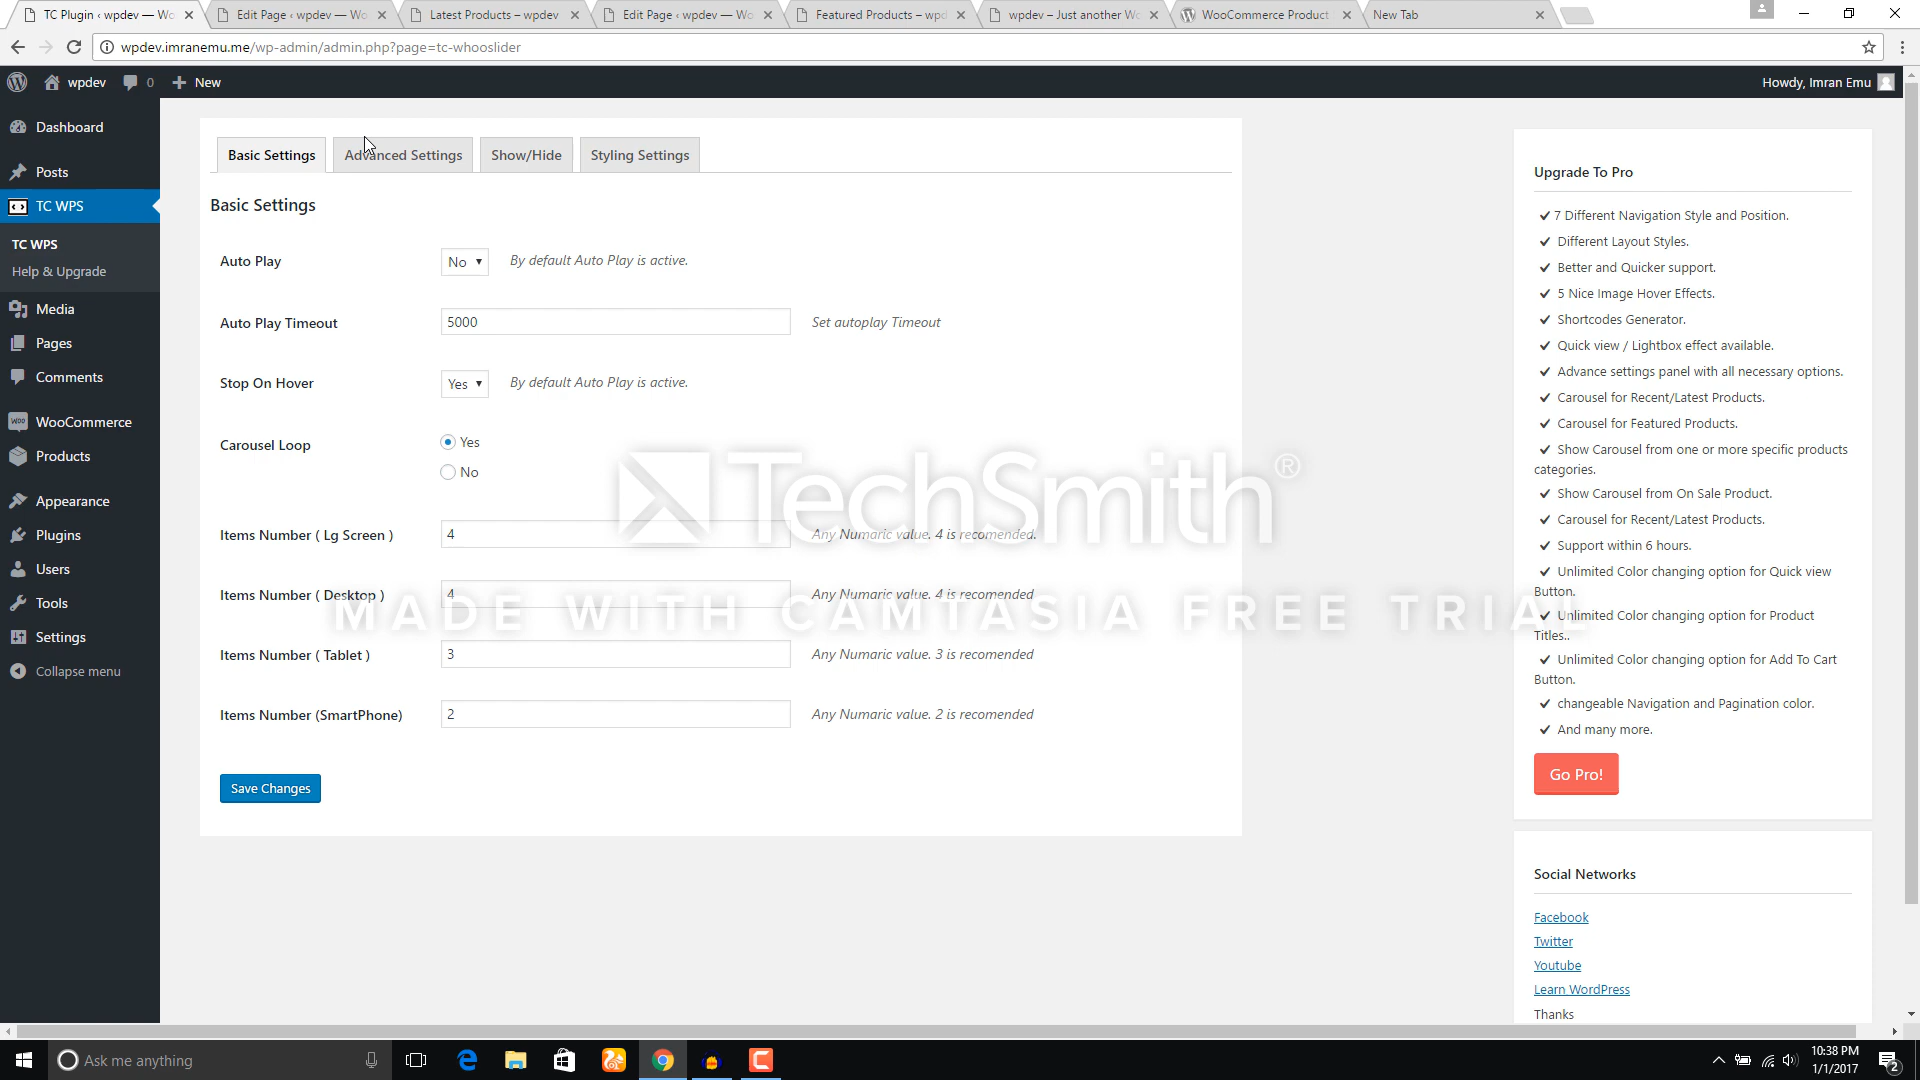 TC Plugin ‹ wpdev — Wo
Edit Page ‹ wpdev — Wo
Latest Products – wpdev
Edit Page ‹ wpdev — Wo
Featured Products – wpd
wpdev – Just another Wo
WooCommerce Product
New Tab
wpdev.imranemu.me/wp-admin/admin.php?page=tc-whooslider
wpdev
0
New
Howdy, Imran Emu
Dashboard
Posts
TC WPS
TC WPS
Help & Upgrade
Media
Pages
Comments
WooCommerce
Products
Appearance
Plugins
Users
Tools
Settings
Collapse menu
Basic Settings
Advanced Settings
Show/Hide
Styling Settings
Basic Settings
Auto Play
No
By default Auto Play is active.
Auto Play Timeout
5000
Set autoplay Timeout
Stop On Hover
Yes
By default Auto Play is active.
Carousel Loop
Yes
No
Items Number ( Lg Screen )
4
Any Numaric value. 4 is recomended.
Items Number ( Desktop )
4
Any Numaric value. 4 is recomended
Items Number ( Tablet )
3
Any Numaric value. 3 is recomended
Items Number (SmartPhone)
2
Any Numaric value. 2 is recomended
Save Changes
TechSmith®
MADE WITH CAMTASIA FREE TRIAL
Upgrade To Pro
✔ 7 Different Navigation Style and Position.
✔ Different Layout Styles.
✔ Better and Quicker support.
✔ 5 Nice Image Hover Effects.
✔ Shortcodes Generator.
✔ Quick view / Lightbox effect available.
✔ Advance settings panel with all necessary options.
✔ Carousel for Recent/Latest Products.
✔ Carousel for Featured Products.
✔ Show Carousel from one or more specific products
categories.
✔ Show Carousel from On Sale Product.
✔ Carousel for Recent/Latest Products.
✔ Support within 6 hours.
✔ Unlimited Color changing option for Quick view
Button.
✔ Unlimited Color changing option for Product
Titles..
✔ Unlimited Color changing option for Add To Cart
Button.
✔ changeable Navigation and Pagination color.
✔ And many more.
Go Pro!
Social Networks
Facebook
Twitter
Youtube
Learn WordPress
Thanks
Ask me anything
10:38 PM
1/1/2017
2